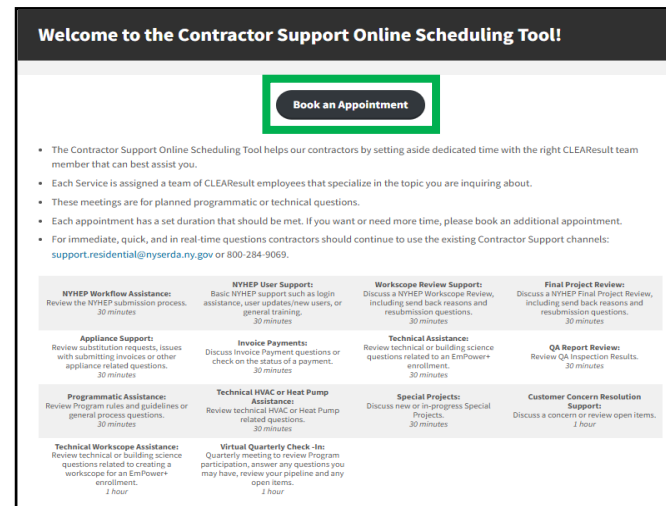 Welcome to the Contractor Support Online Scheduling Tool!
Book an Appointment
• The Contractor Support Online Scheduling Tool helps our contractors by setting aside dedicated time with the right CLEAResult team
member that can best assist you.
• Each Service is assigned a team of CLEAResult employees that specialize in the topic you are inquiring about.
• These meetings are for planned programmatic or technical questions.
• Each appointment has a set duration that should be met. If you want or need more time, please book an additional appointment.
• For immediate, quick, and in real-time questions contractors should continue to use the existing Contractor Support channels:
support.residential@nyserda.ny.gov or 800-284-9069.
NYHEP Workflow Assistance:
Review the NYHEP submission process.
30 minutes
NYHEP User Support:
Basic NYHEP support such as login
assistance, user updates/new users, or
general training.
30 minutes
Workscope Review Support:
Discuss a NYHEP Workscope Review,
including send back reasons and
resubmission questions.
30 minutes
Final Project Review:
Discuss a NYHEP Final Project Review,
including send back reasons and
resubmission questions.
30 minutes
Appliance Support:
Review substitution requests, issues
with submitting invoices or other
appliance related questions.
30 minutes
Invoice Payments:
Discuss Invoice Payment questions or
check on the status of a payment.
30 minutes
Technical Assistance:
Review technical or building science
questions related to an EmPower+
enrollment.
30 minutes
QA Report Review:
Review QA Inspection Results.
30 minutes
Programmatic Assistance:
Review Program rules and guidelines or
general process questions.
30 minutes
Technical HVAC or Heat Pump
Assistance:
Review technical HVAC or Heat Pump
related questions.
30 minutes
Special Projects:
Discuss new or in-progress Special
Projects.
30 minutes
Customer Concern Resolution
Support:
Discuss a concern or review open items.
1 hour
Technical Workscope Assistance:
Review technical or building science
questions related to creating a
workscope for an EmPower+
enrollment.
1 hour
Virtual Quarterly Check -In:
Quarterly meeting to review Program
participation, answer any questions you
may have, review your pipeline and any
open items.
1 hour